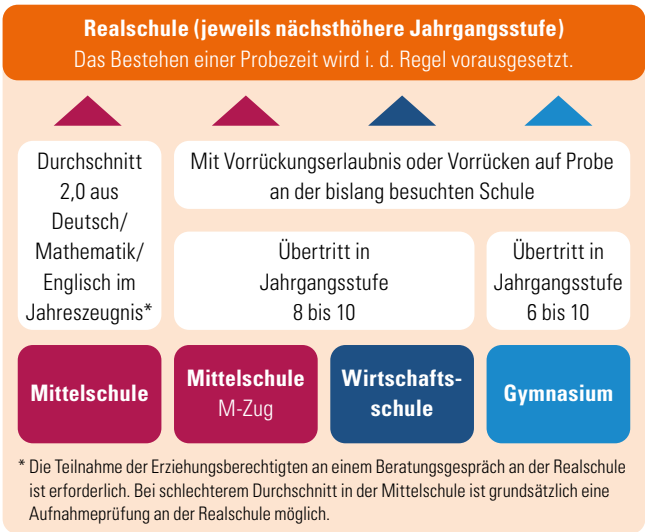 Realschule (jeweils nächsthöhere Jahrgangsstufe)
Das Bestehen einer Probezeit wird i. d. Regel vorausgesetzt.
Durchschnitt
2,0 aus
Deutsch/
Mathematik/
Englisch im
Jahreszeugnis*
Mit Vorrückungserlaubnis oder Vorrücken auf Probe
an der bislang besuchten Schule
Übertritt in
Jahrgangsstufe
8 bis 10
Übertritt in
Jahrgangsstufe
6 bis 10
Mittelschule
Mittelschule
M-Zug
Wirtschafts-
schule
Gymnasium
* Die Teilnahme der Erziehungsberechtigten an einem Beratungsgespräch an der Realschule
ist erforderlich. Bei schlechterem Durchschnitt in der Mittelschule ist grundsätzlich eine
Aufnahmeprüfung an der Realschule möglich.